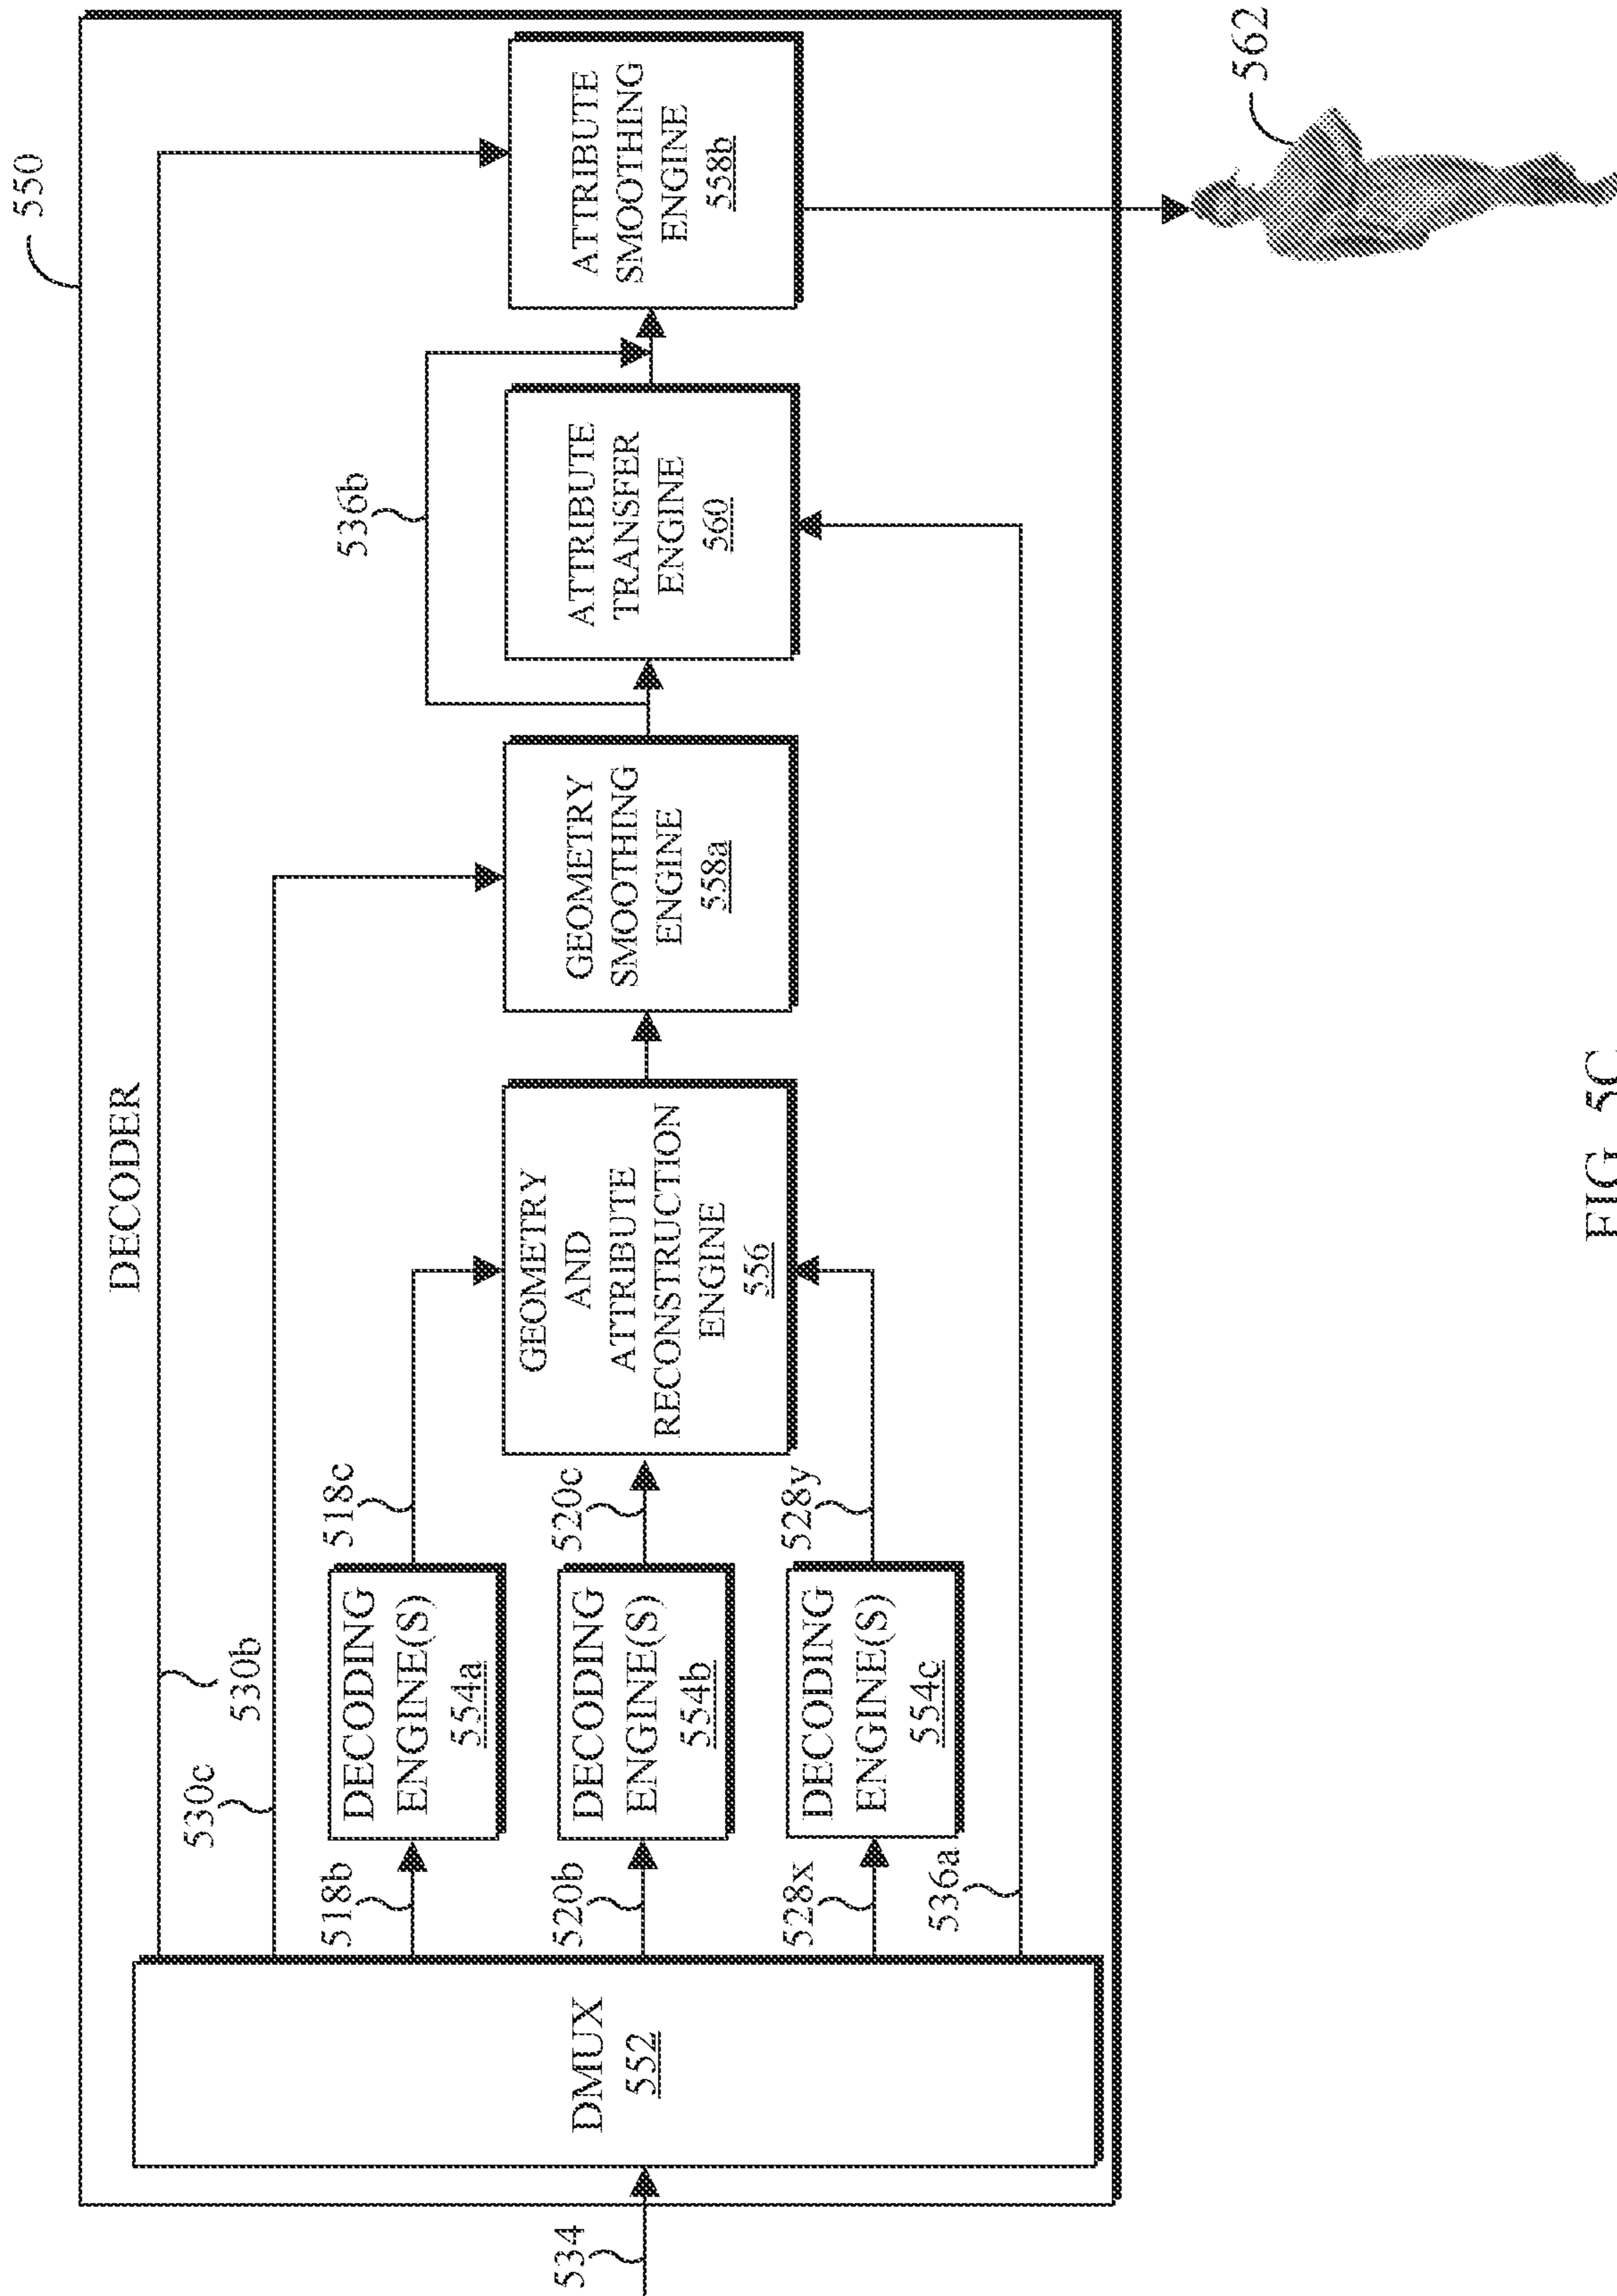 550
DECODER
530b
530c
536b
534
DMUX
552
518b
520b
528x
536a
DECODING
ENGINE(S)
554a
DECODING
ENGINE(S)
554b
DECODING
ENGINE(S)
554c
518c
520c
528y
GEOMETRY
AND
ATTRIBUTE
RECONSTRUCTION
ENGINE
556
GEOMETRY
SMOOTHING
ENGINE
558a
ATTRIBUTE
TRANSFER
ENGINE
560
ATTRIBUTE
SMOOTHING
ENGINE
558b
562
FIG. 5C